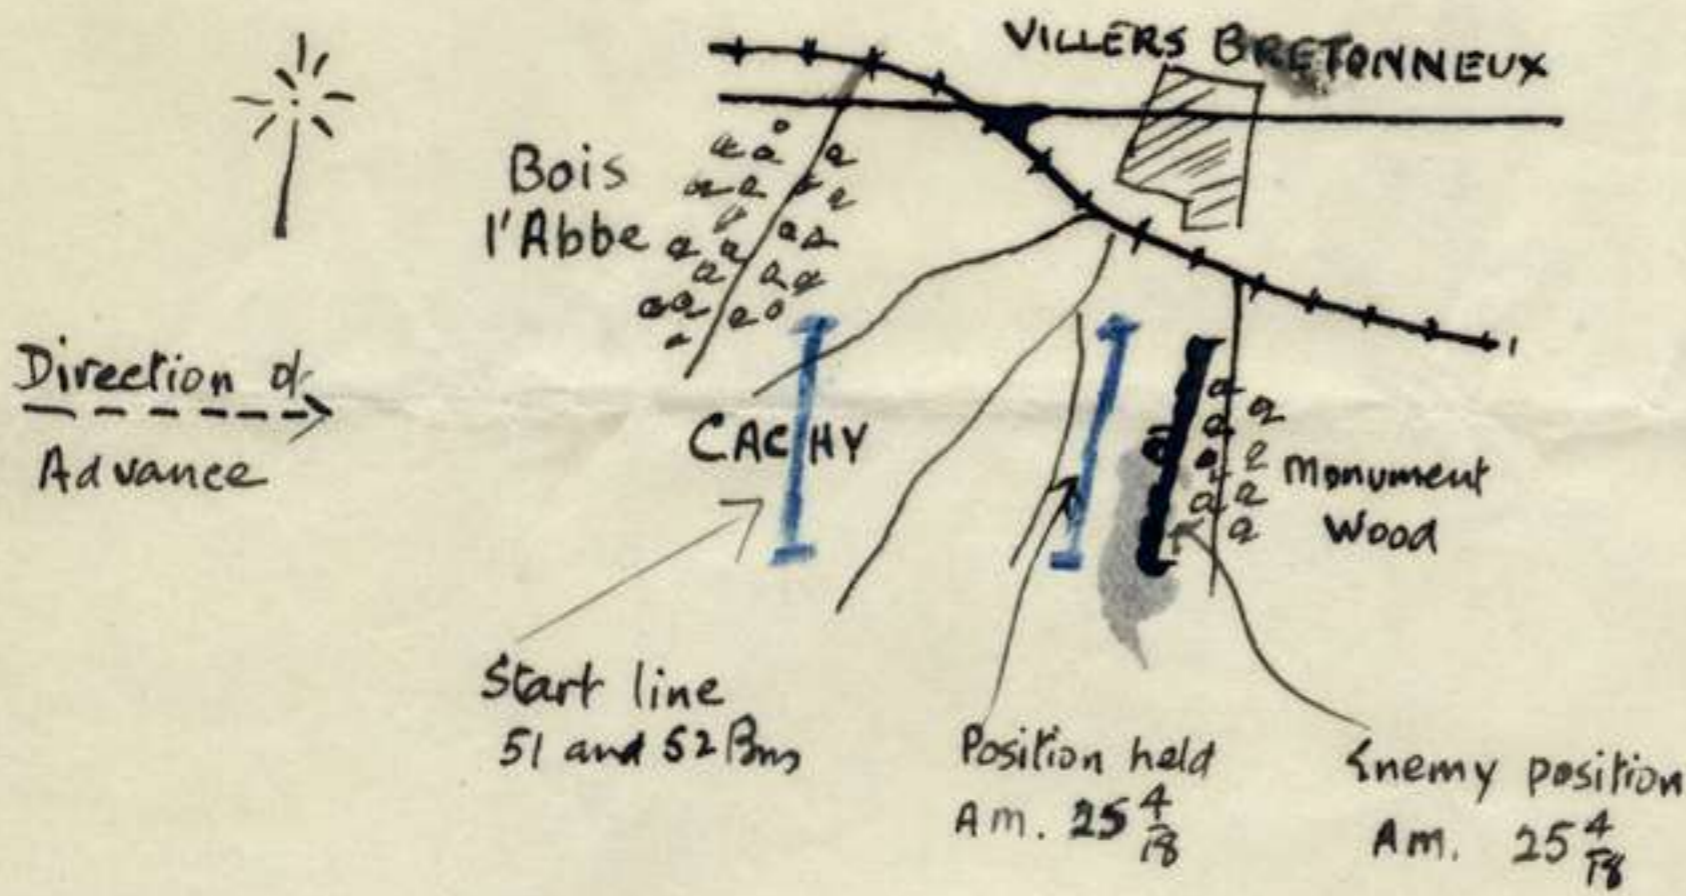 VILLERS BRETONNEUX
Bois
l'Abbe
Direction of
Advance
CACHY
Monument
Wood
Start line
51 and 52 Bns
Position held
Am. 25 4/18
Enemy position
Am. 25 4/18